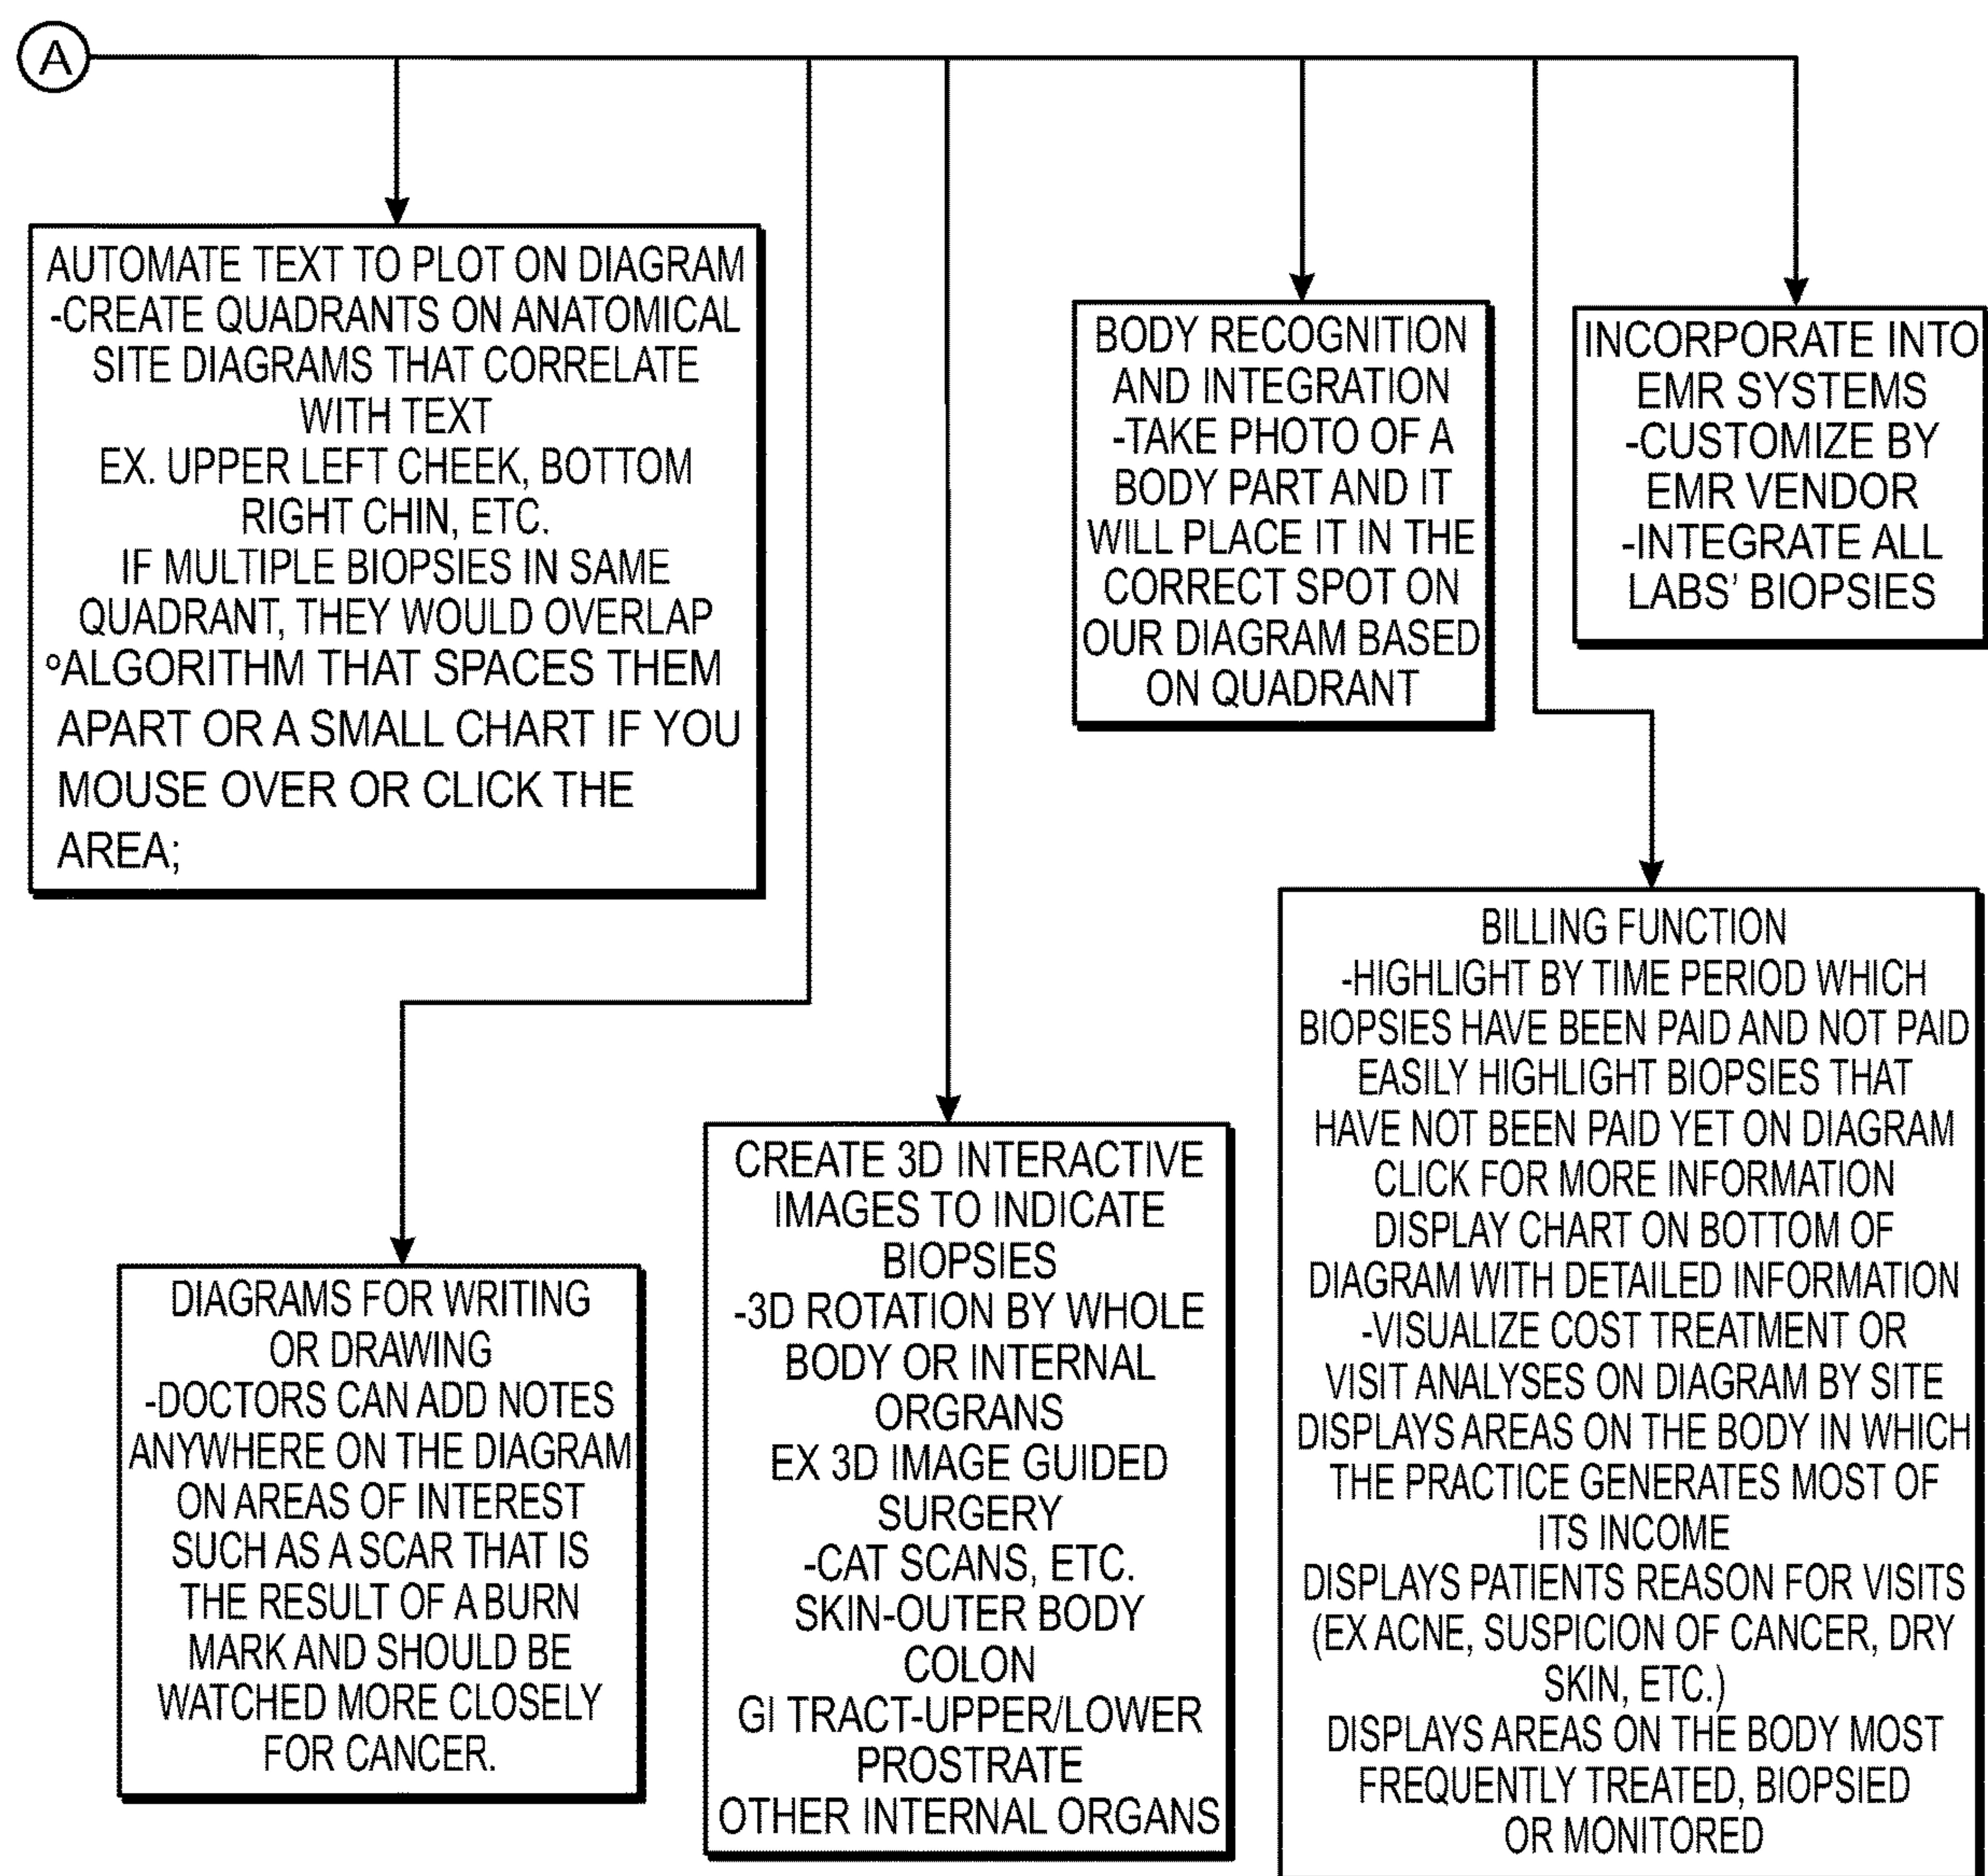 A
AUTOMATE TEXT TO PLOT ON DIAGRAM
-CREATE QUADRANTS ON ANATOMICAL
SITE DIAGRAMS THAT CORRELATE
WITH TEXT
EX. UPPER LEFT CHEEK, BOTTOM
RIGHT CHIN, ETC.
IF MULTIPLE BIOPSIES IN SAME
QUADRANT, THEY WOULD OVERLAP
°ALGORITHM THAT SPACES THEM
APART OR A SMALL CHART IF YOU
MOUSE OVER OR CLICK THE
AREA;
BODY RECOGNITION
AND INTEGRATION
-TAKE PHOTO OF A
BODY PART AND IT
WILL PLACE IT IN THE
CORRECT SPOT ON
OUR DIAGRAM BASED
ON QUADRANT
INCORPORATE INTO
EMR SYSTEMS
-CUSTOMIZE BY
EMR VENDOR
-INTEGRATE ALL
LABS' BIOPSIES
DIAGRAMS FOR WRITING
OR DRAWING
-DOCTORS CAN ADD NOTES
ANYWHERE ON THE DIAGRAM
ON AREAS OF INTEREST
SUCH AS A SCAR THAT IS
THE RESULT OF A BURN
MARK AND SHOULD BE
WATCHED MORE CLOSELY
FOR CANCER.
CREATE 3D INTERACTIVE
IMAGES TO INDICATE
BIOPSIES
-3D ROTATION BY WHOLE
BODY OR INTERNAL
ORGRANS
EX 3D IMAGE GUIDED
SURGERY
-CAT SCANS, ETC.
SKIN-OUTER BODY
COLON
GI TRACT-UPPER/LOWER
PROSTRATE
OTHER INTERNAL ORGANS
BILLING FUNCTION
-HIGHLIGHT BY TIME PERIOD WHICH
BIOPSIES HAVE BEEN PAID AND NOT PAID
EASILY HIGHLIGHT BIOPSIES THAT
HAVE NOT BEEN PAID YET ON DIAGRAM
CLICK FOR MORE INFORMATION
DISPLAY CHART ON BOTTOM OF
DIAGRAM WITH DETAILED INFORMATION
-VISUALIZE COST TREATMENT OR
VISIT ANALYSES ON DIAGRAM BY SITE
DISPLAYS AREAS ON THE BODY IN WHICH
THE PRACTICE GENERATES MOST OF
ITS INCOME
DISPLAYS PATIENTS REASON FOR VISITS
(EX ACNE, SUSPICION OF CANCER, DRY
SKIN, ETC.)
DISPLAYS AREAS ON THE BODY MOST
FREQUENTLY TREATED, BIOPSIED
OR MONITORED